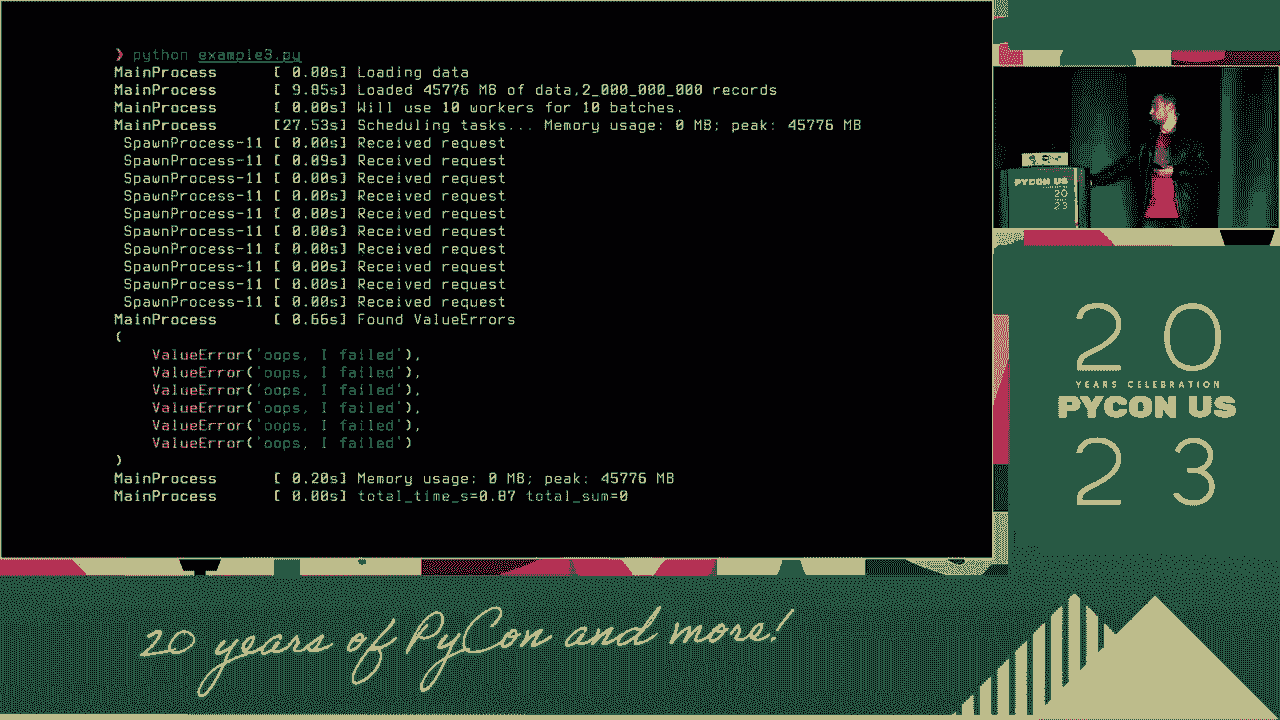 ❯ python example3.py
MainProcess [ 0.00s] Loading data
MainProcess [ 9.85s] Loaded 45776 MB of data,2_000_000_000 records
MainProcess [ 0.00s] Will use 10 workers for 10 batches.
MainProcess [27.53s] Scheduling tasks... Memory usage: 0 MB; peak: 45776 MB
SpawnProcess-11 [ 0.00s] Received request
SpawnProcess-11 [ 0.09s] Received request
SpawnProcess-11 [ 0.00s] Received request
SpawnProcess-11 [ 0.00s] Received request
SpawnProcess-11 [ 0.00s] Received request
SpawnProcess-11 [ 0.00s] Received request
SpawnProcess-11 [ 0.00s] Received request
SpawnProcess-11 [ 0.00s] Received request
SpawnProcess-11 [ 0.00s] Received request
SpawnProcess-11 [ 0.00s] Received request
MainProcess [ 0.66s] Found ValueErrors
(
ValueError('oops, I failed'),
ValueError('oops, I failed'),
ValueError('oops, I failed'),
ValueError('oops, I failed'),
ValueError('oops, I failed'),
ValueError('oops, I failed')
)
MainProcess [ 0.20s] Memory usage: 0 MB; peak: 45776 MB
MainProcess [ 0.00s] total_time_s=0.87 total_sum=0
PYCON US
20
23
20
YEARS CELEBRATION
PYCON US
23
20 years of PyCon and more!